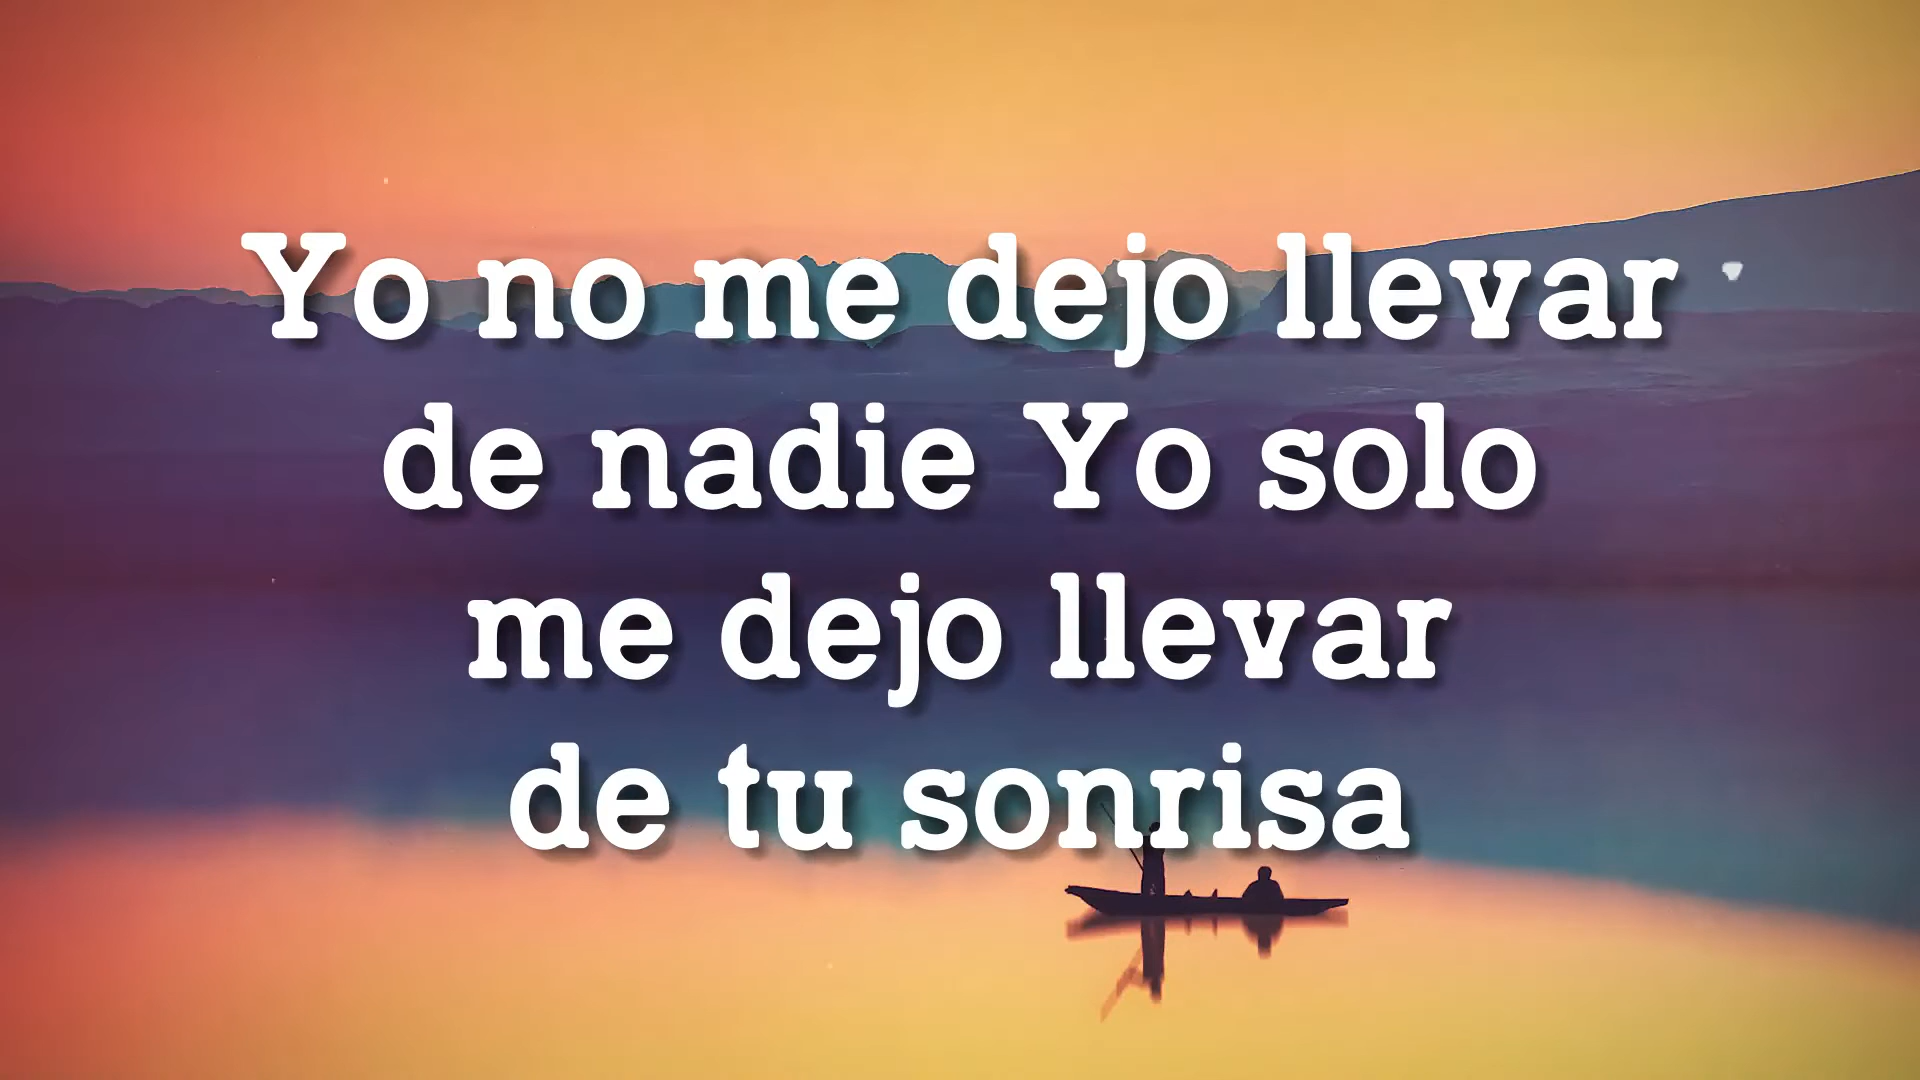 Yo no me dejo llevar
de nadie Yo solo
me dejo llevar
de tu sonrisa